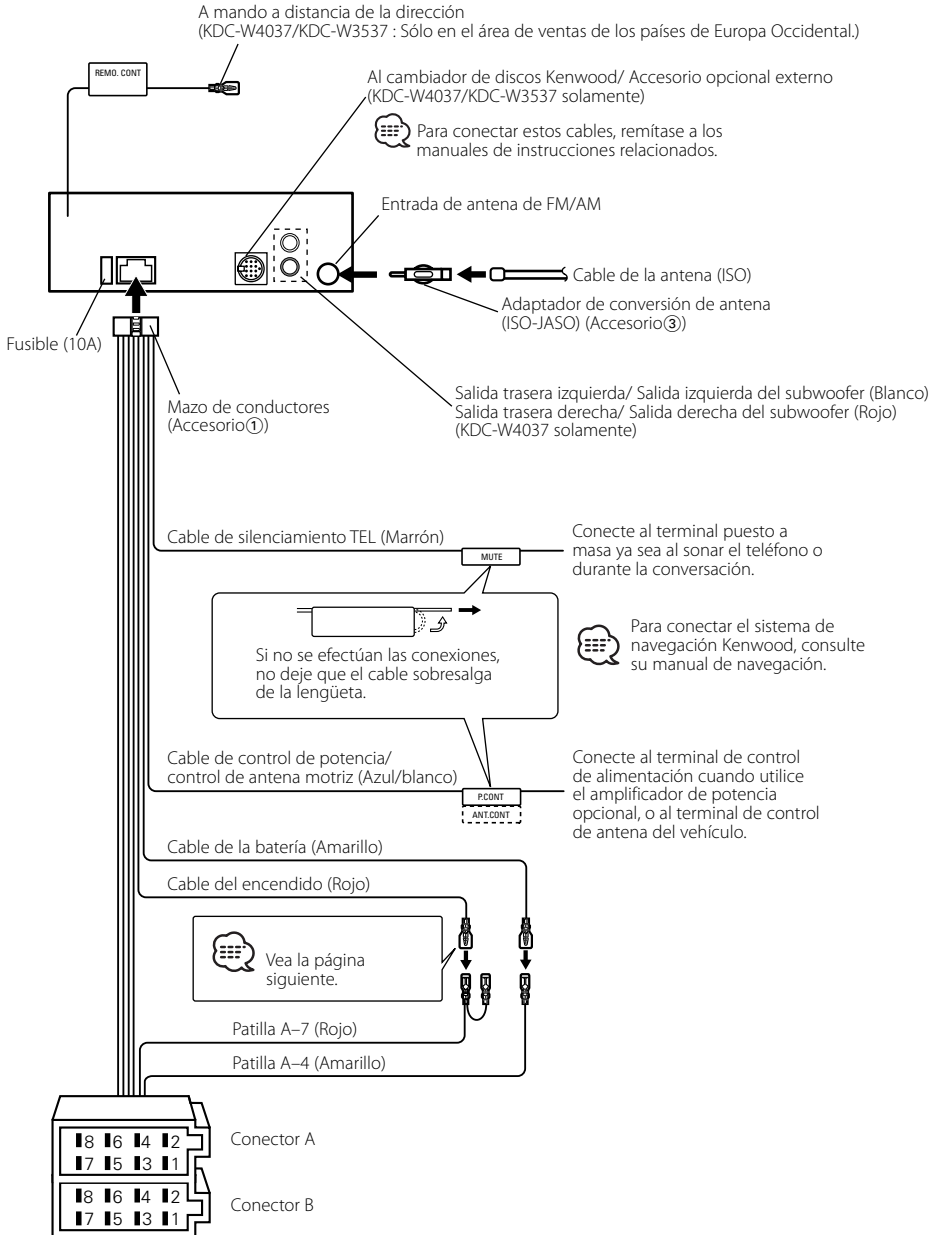 A mando a distancia de la dirección
(KDC-W4037/KDC-W3537 : Sólo en el área de ventas de los países de Europa Occidental.)
REMO. CONT
Al cambiador de discos Kenwood/ Accesorio opcional externo
(KDC-W4037/KDC-W3537 solamente)
Para conectar estos cables, remítase a los
manuales de instrucciones relacionados.
Entrada de antena de FM/AM
Cable de la antena (ISO)
Adaptador de conversión de antena
(ISO-JASO) (Accesorio③)
Fusible (10A)
Mazo de conductores
(Accesorio①)
Salida trasera izquierda/ Salida izquierda del subwoofer (Blanco)
Salida trasera derecha/ Salida derecha del subwoofer (Rojo)
(KDC-W4037 solamente)
Cable de silenciamiento TEL (Marrón)
MUTE
Conecte al terminal puesto a
masa ya sea al sonar el teléfono o
durante la conversación.
Si no se efectúan las conexiones,
no deje que el cable sobresalga
de la lengüeta.
Para conectar el sistema de
navegación Kenwood, consulte
su manual de navegación.
Cable de control de potencia/
control de antena motriz (Azul/blanco)
P.CONT
ANT.CONT
Conecte al terminal de control
de alimentación cuando utilice
el amplificador de potencia
opcional, o al terminal de control
de antena del vehículo.
Cable de la batería (Amarillo)
Cable del encendido (Rojo)
Vea la página
siguiente.
Patilla A–7 (Rojo)
Patilla A–4 (Amarillo)
8 6 4 2
7 5 3 1
Conector A
8 6 4 2
7 5 3 1
Conector B